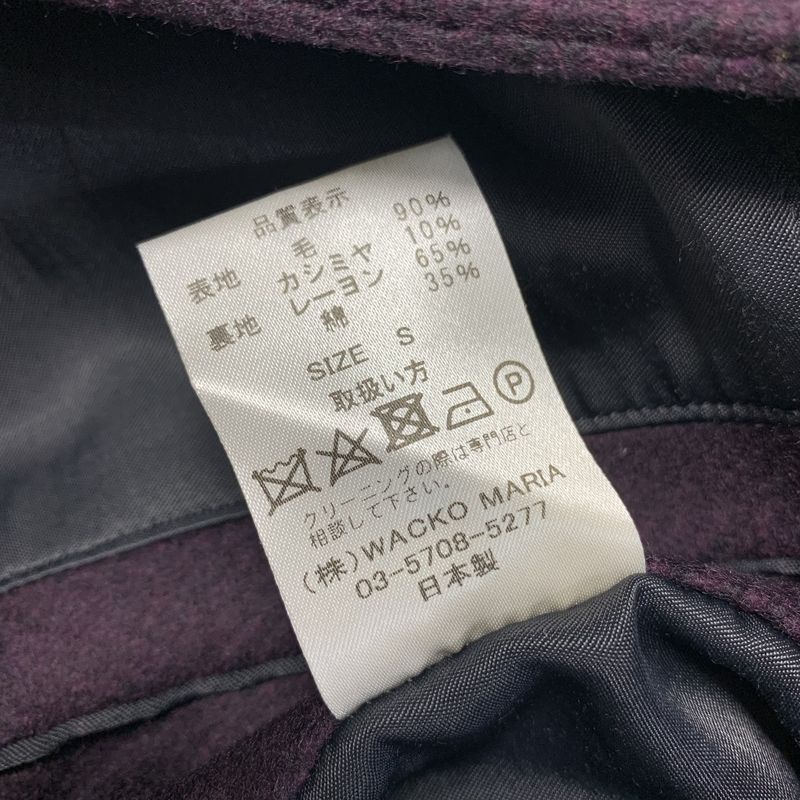 品質表示
表地 毛 90%
カシミヤ 10%
裏地 レーヨン 65%
綿 35%
SIZE S
取扱い方
P
クリーニングの際は専門店と
相談して下さい。
(株)WACKO MARIA
03-5708-5277
日本製